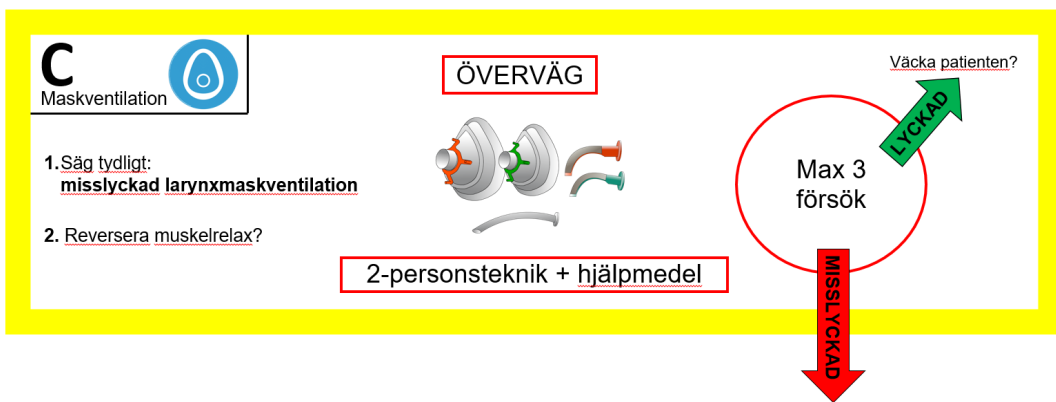 C
Maskventilation
1. Säg tydligt:
misslyckad larynxmaskventilation
2. Reversera muskelrelax?
ÖVERVÄG
2-personsteknik + hjälpmedel
Max 3
försök
Väcka patienten?
LYCKAD
MISSLYCKAD